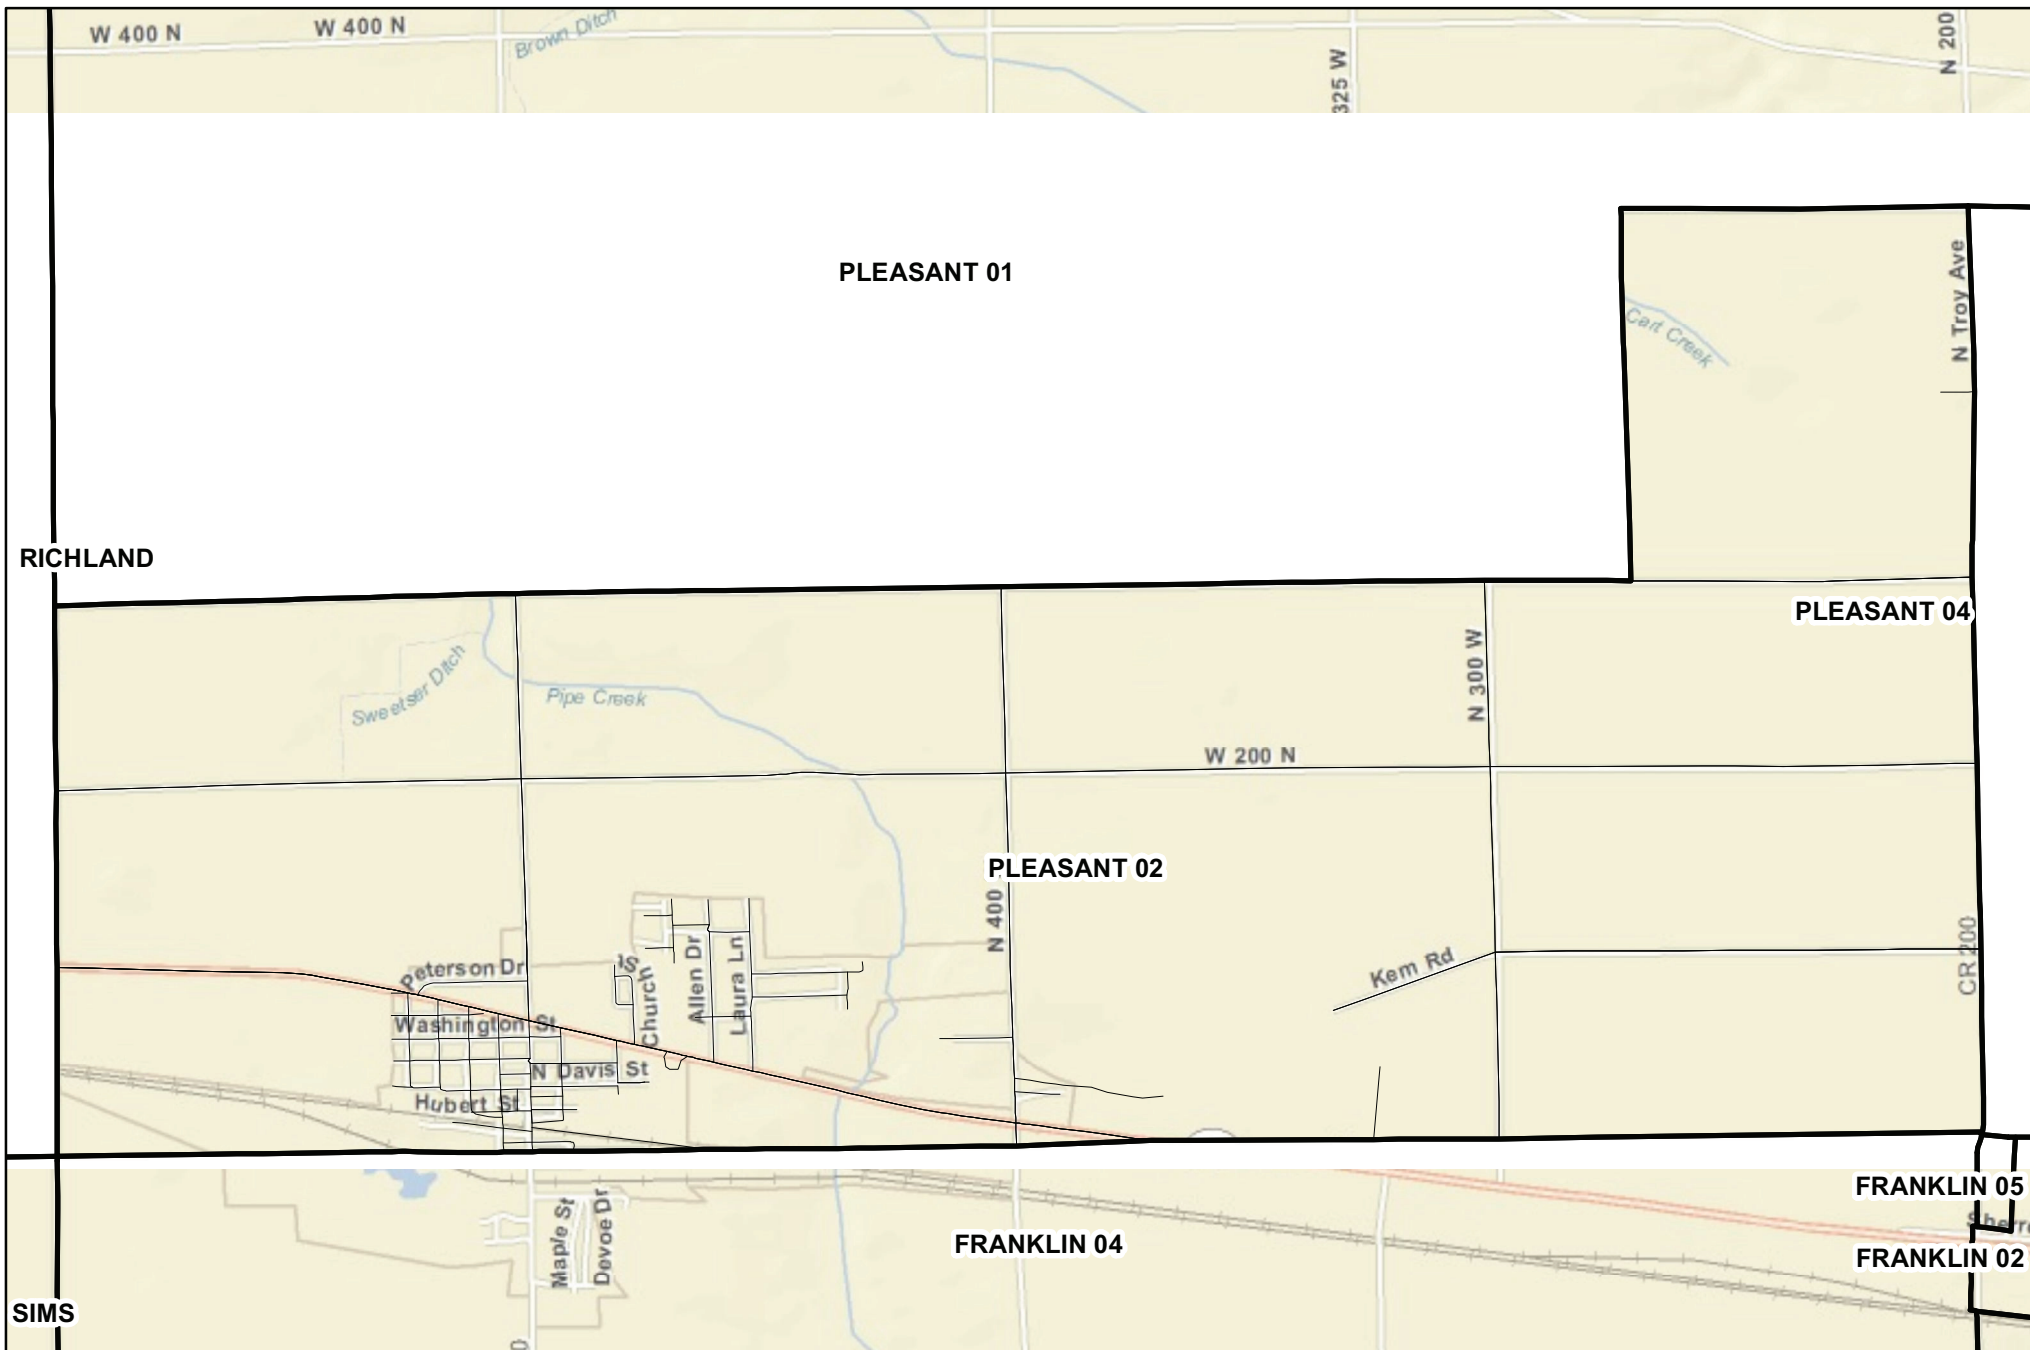 W 400 N
W 400 N
Brown Ditch
325 W
N 200
PLEASANT 01
N Troy Ave
Cart Creek
RICHLAND
PLEASANT 04
Sweetser Ditch
Pipe Creek
N 300 W
W 200 N
PLEASANT 02
N 400
CR 200
Kem Rd
Peterson Dr
Church
Allen Dr
Laura Ln
Washington St
N Davis St
Hubert St
FRANKLIN 05
Maple St
Devoe Dr
FRANKLIN 04
FRANKLIN 02
SIMS